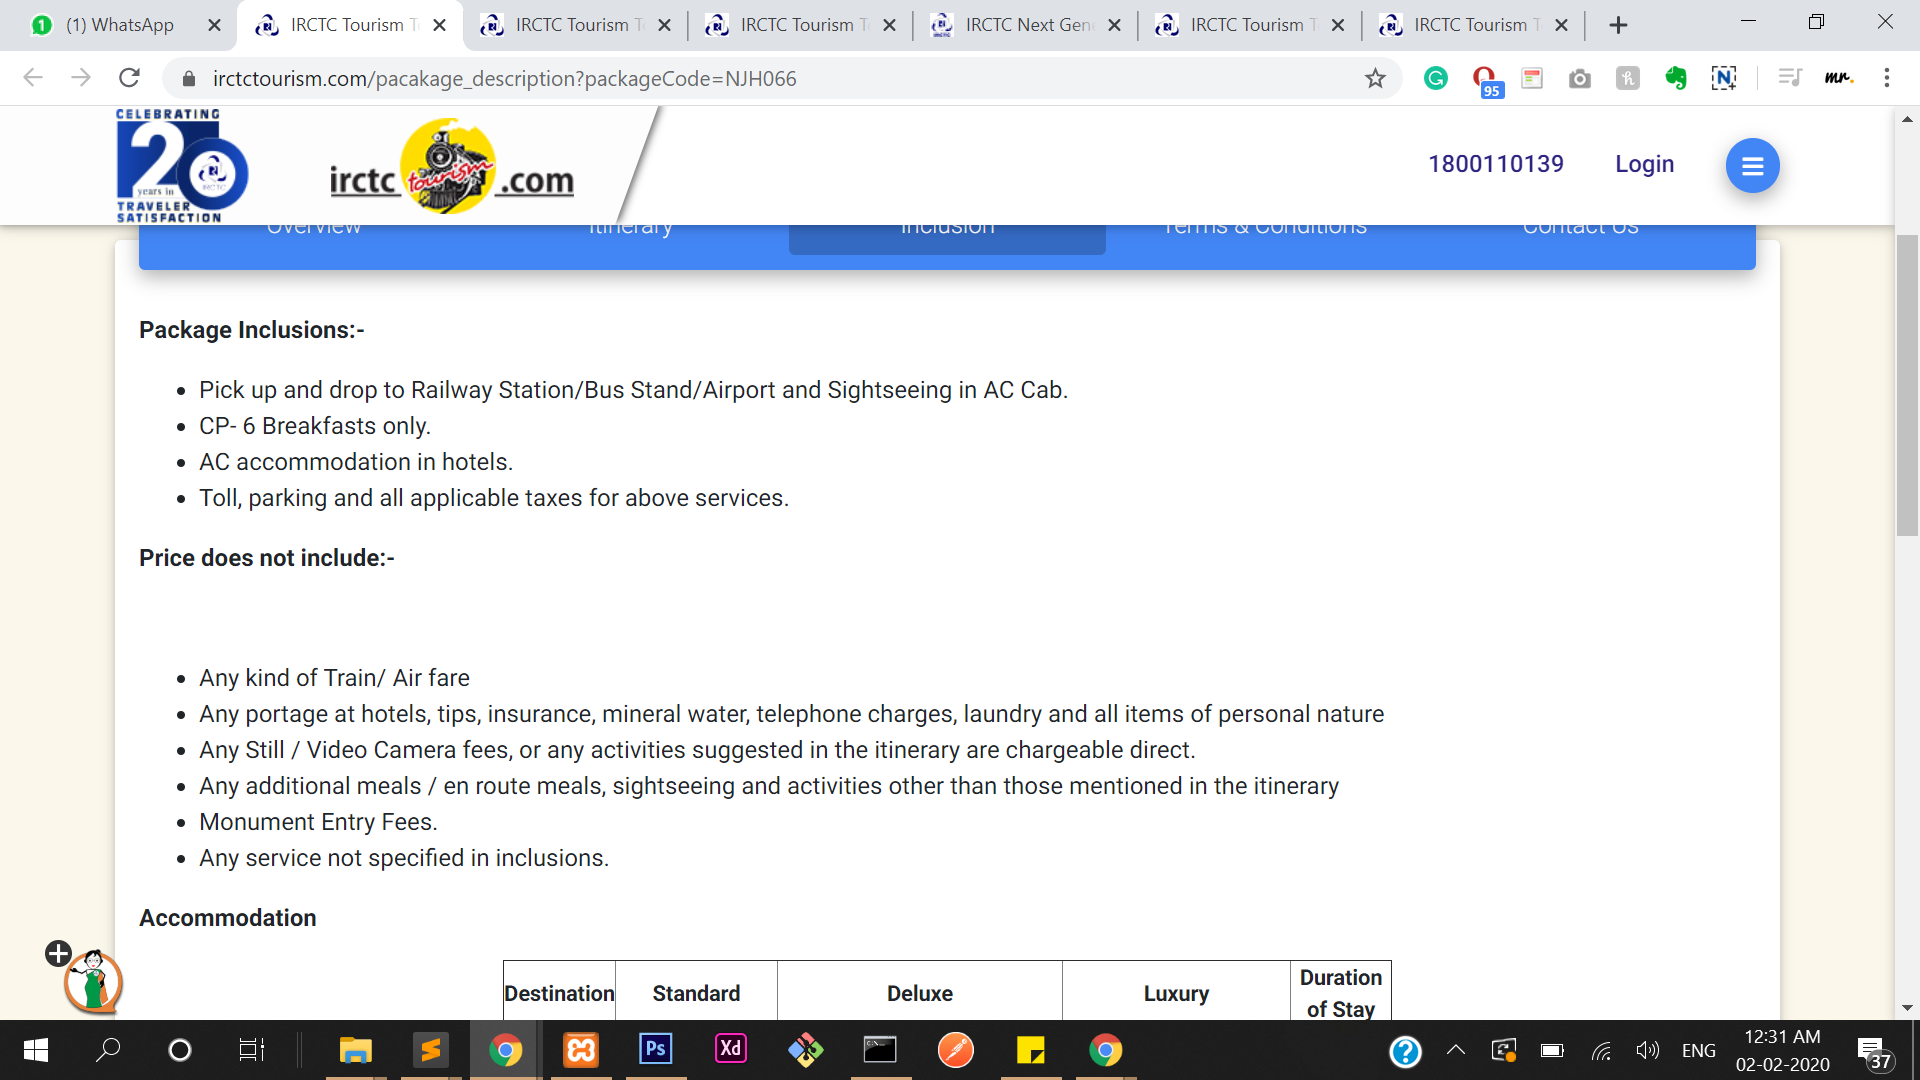 (1) WhatsApp
IRCTC Tourism T
IRCTC Tourism T
IRCTC Tourism T
IRCTC Next Gen
IRCTC Tourism T
IRCTC Tourism T
irctctourism.com/pacakage_description?packageCode=NJH066
95
mr.
CELEBRATING
20
years in
IRCTC
TRAVELER
SATISFACTION
irctc tourism .com
1800110139
Login
Overview
Itinerary
Inclusion
Terms & Conditions
Contact Us
Package Inclusions:-
• Pick up and drop to Railway Station/Bus Stand/Airport and Sightseeing in AC Cab.
• CP- 6 Breakfasts only.
• AC accommodation in hotels.
• Toll, parking and all applicable taxes for above services.
Price does not include:-
• Any kind of Train/ Air fare
• Any portage at hotels, tips, insurance, mineral water, telephone charges, laundry and all items of personal nature
• Any Still / Video Camera fees, or any activities suggested in the itinerary are chargeable direct.
• Any additional meals / en route meals, sightseeing and activities other than those mentioned in the itinerary
• Monument Entry Fees.
• Any service not specified in inclusions.
Accommodation
Destination
Standard
Deluxe
Luxury
Duration
of Stay
Ps
Xd
ENG
12:31 AM
02-02-2020
37